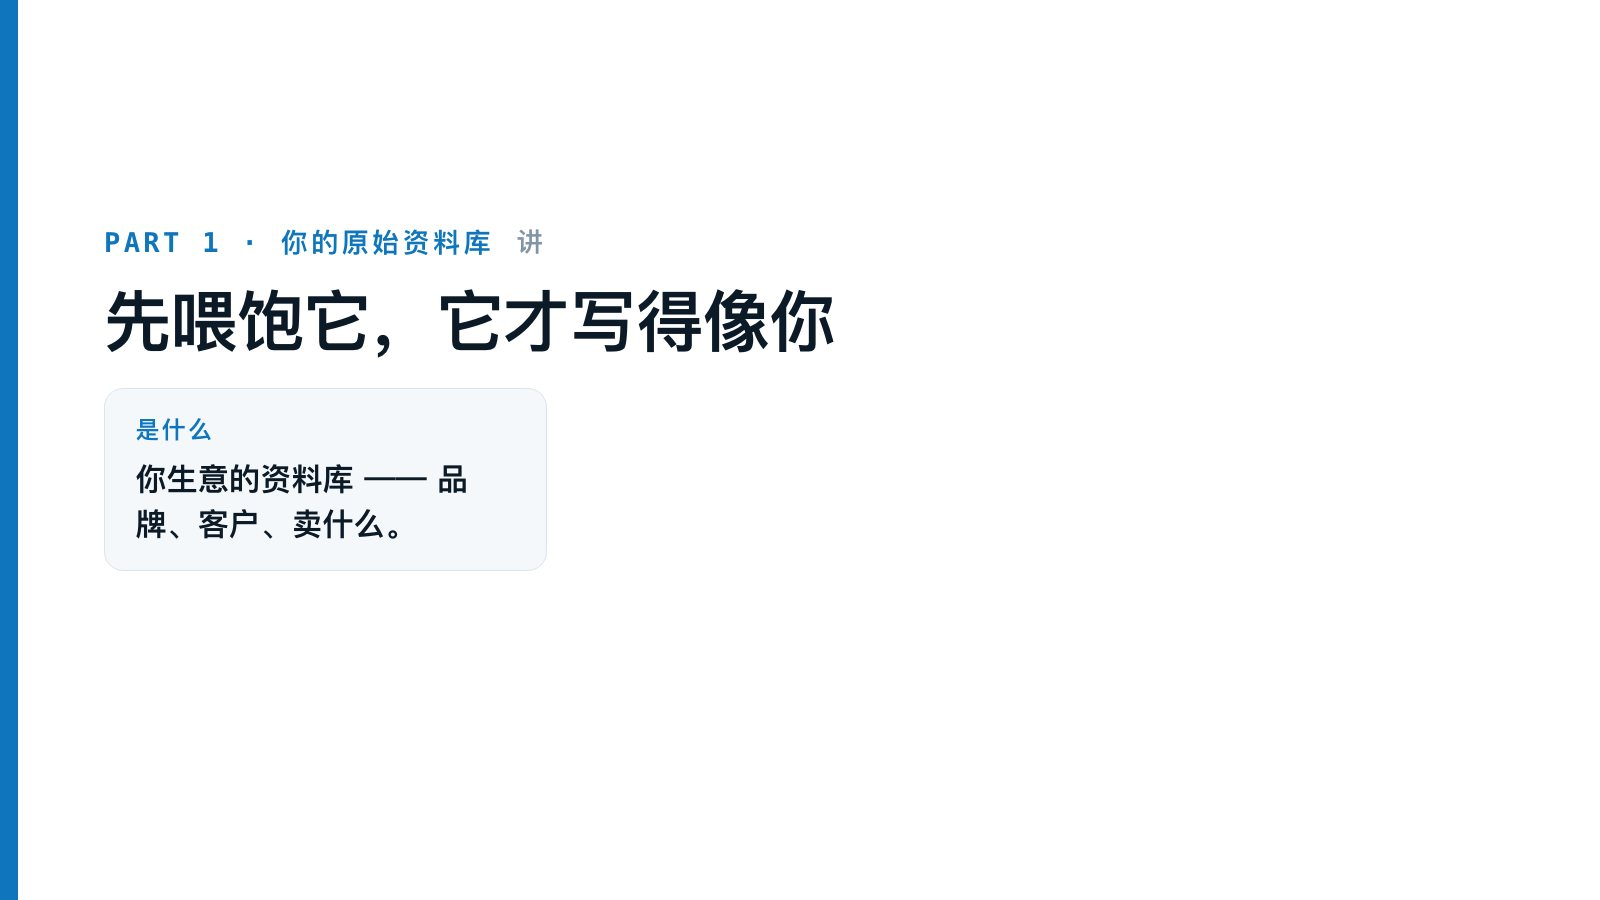 PART 1 · 你的原始资料库 讲
先喂饱它，它才写得像你
是什么
你生意的资料库 —— 品
牌、客户、卖什么。